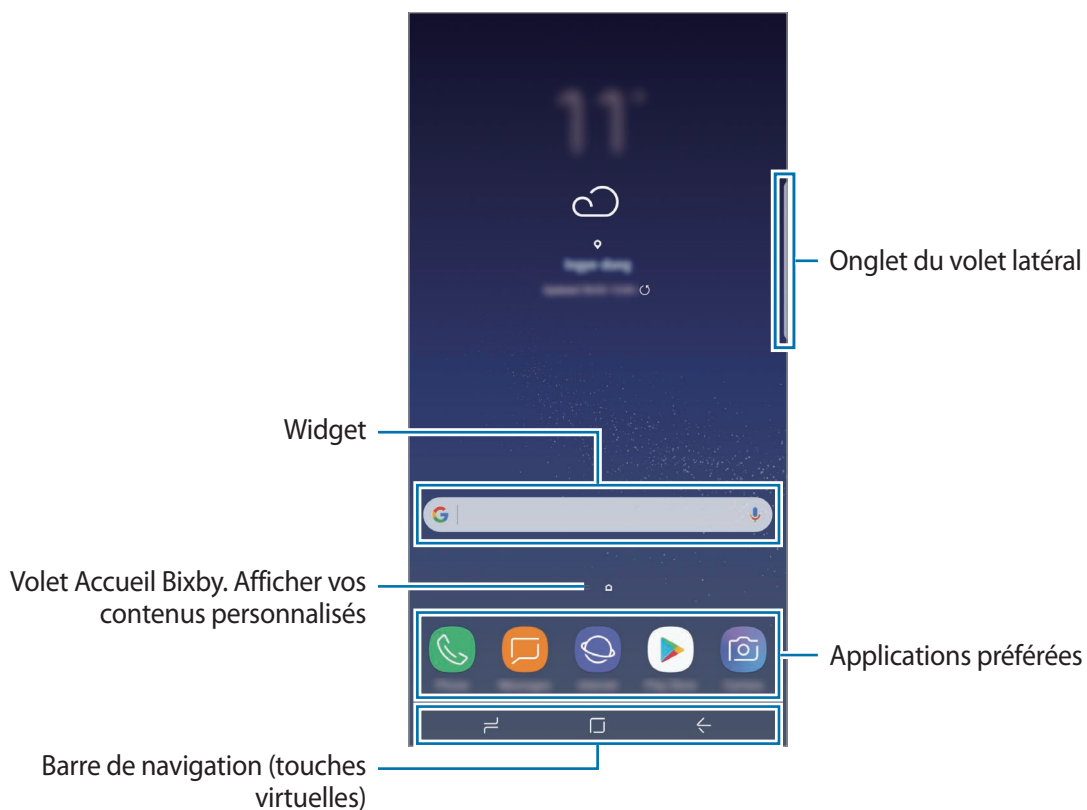 11°
Onglet du volet latéral
Widget
G
Volet Accueil Bixby. Afficher vos
contenus personnalisés
Applications préférées
Barre de navigation (touches
virtuelles)